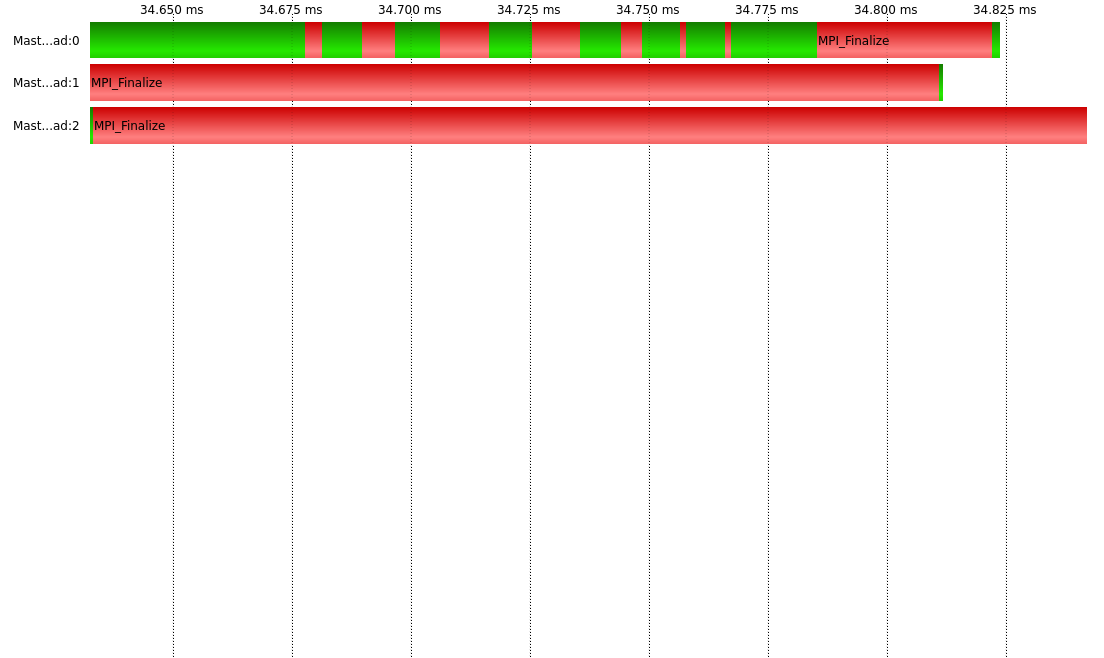 34.650 ms 34.675 ms 34.700 ms 34.725 ms 34.750 ms 34.775 ms 34.800 ms 34.825 ms
Mast...ad:0 MPI_Finalize
Mast...ad:1 MPI_Finalize
Mast...ad:2 MPI_Finalize